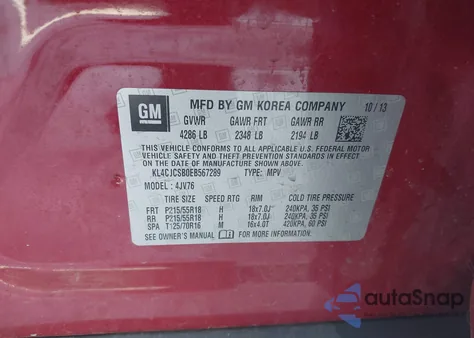 GM MFD BY GM KOREA COMPANY 10/13
GVWR GAWR FRT GAWR RR
4286 LB 2348 LB 2194 LB
THIS VEHICLE CONFORMS TO ALL APPLICABLE U.S. FEDERAL MOTOR
VEHICLE SAFETY, BUMPER, AND THEFT PREVENTION STANDARDS IN
EFFECT ON THE DATE OF MANUFACTURE SHOWN ABOVE.
KL4CJCSB0EB567289 TYPE: MPV
MODEL: 4JV76
TIRE SIZE SPEED RTG RIM COLD TIRE PRESSURE
FRT P215/55R18 H 18x7.0J 240KPA, 35 PSI
RR P215/55R18 H 18x7.0J 240KPA, 35 PSI
SPA T125/70R16 M 16x4.0T 420KPA, 60 PSI
SEE OWNER'S MANUAL FOR MORE INFORMATION.
autoSnap